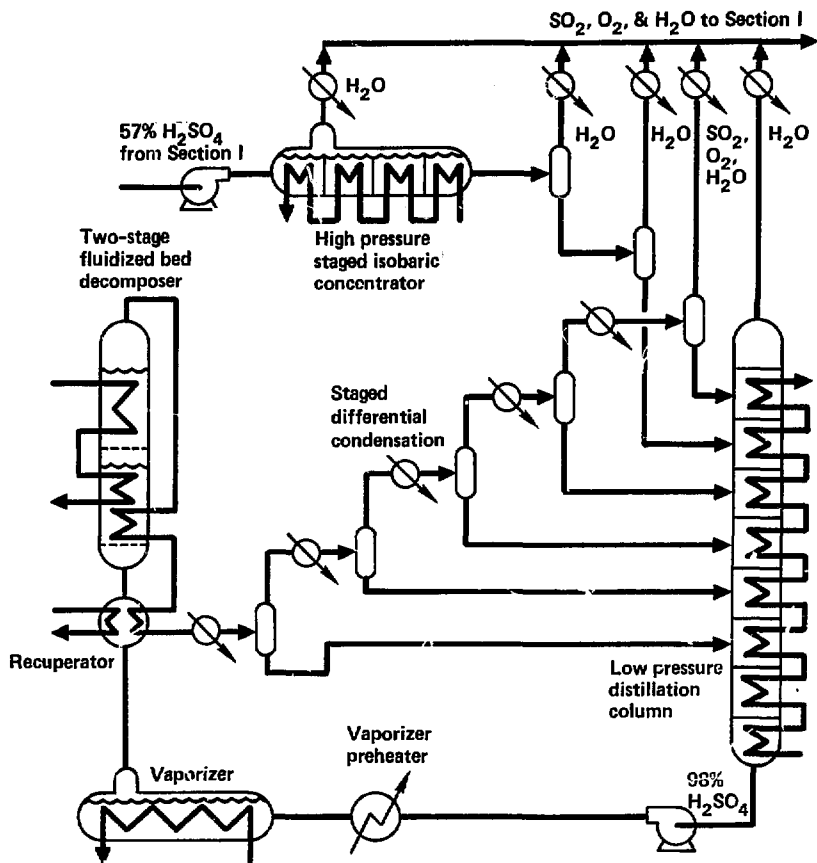 SO₂, O₂, & H₂O to Section I
H₂O
57% H₂SO₄
from Section I
H₂O
H₂O
SO₂,
O₂,
H₂O
H₂O
High pressure
staged isobaric
concentrator
Two-stage
fluidized bed
decomposer
Staged
differential
condensation
Recuperator
Low pressure
distillation
column
Vaporizer
Vaporizer
preheater
98%
H₂SO₄